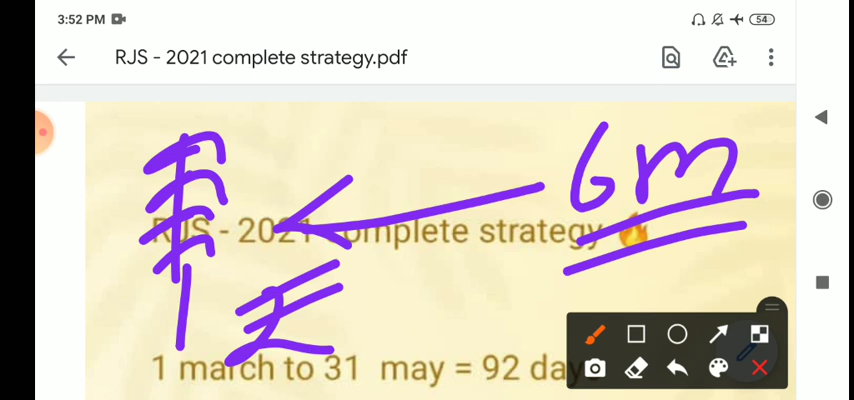 3:52 PM 54
RJS - 2021 complete strategy.pdf
6 m
RJS - 2021 complete strategy 🔥
1 march to 31 may = 92